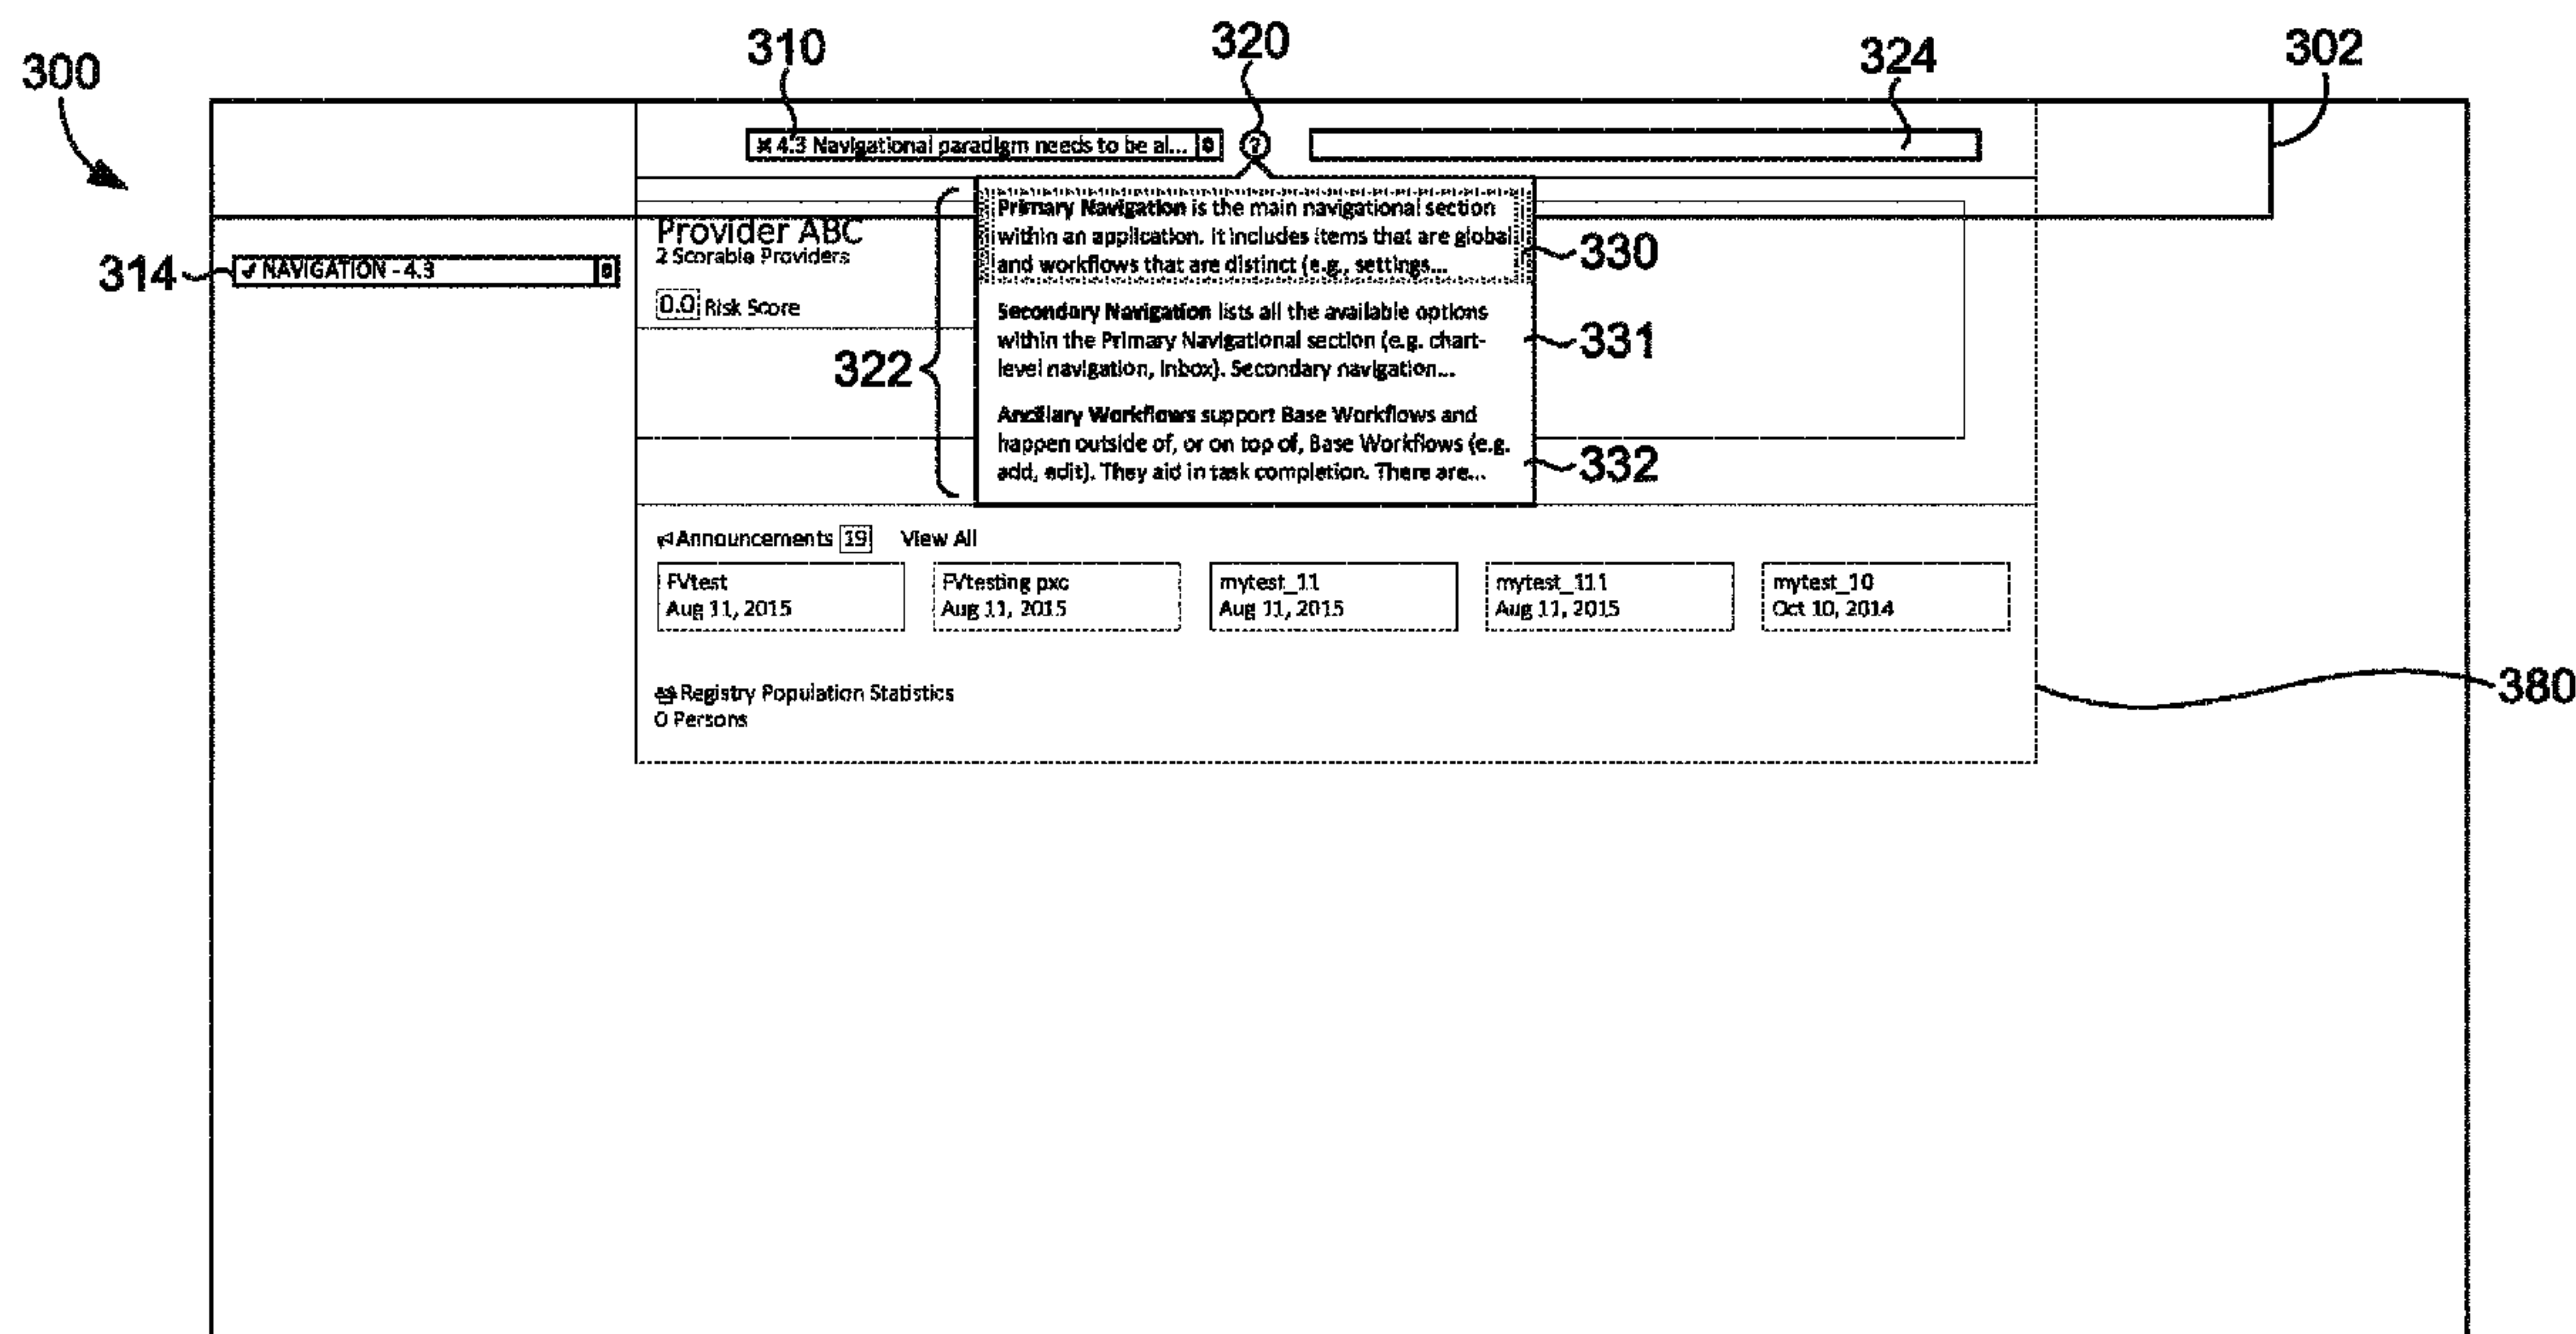 300
310
320
324
302
4.3 Navigational paradigm needs to be al...
?
314
✓ NAVIGATION - 4.3
Provider ABC
2 Scorable Providers
0.0 Risk Score
322
Primary Navigation is the main navigational section
within an application. It includes items that are global
and workflows that are distinct (e.g., settings...
330
Secondary Navigation lists all the available options
within the Primary Navigational section (e.g. chart-
level navigation, Inbox). Secondary navigation...
331
Ancillary Workflows support Base Workflows and
happen outside of, or on top of, Base Workflows (e.g.
add, edit). They aid in task completion. There are...
332
Announcements 19 View All
FVtest
Aug 11, 2015
FVtesting pxc
Aug 11, 2015
mytest_11
Aug 11, 2015
mytest_111
Aug 11, 2015
mytest_10
Oct 10, 2014
380
Registry Population Statistics
0 Persons